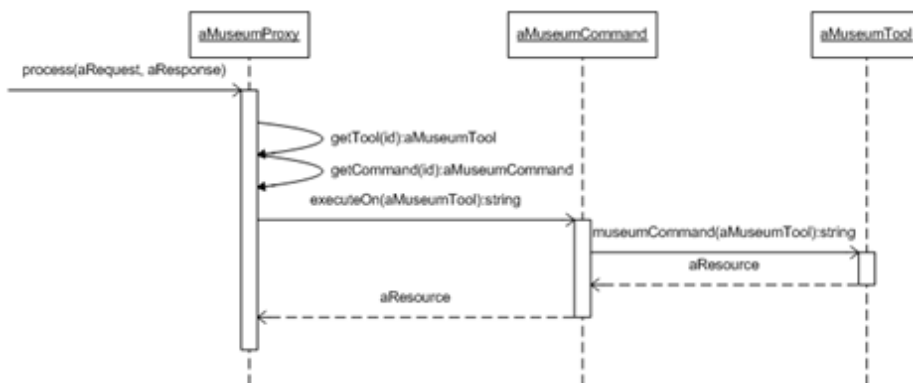 aMuseumProxy
aMuseumCommand
aMuseumTool
process(aRequest, aResponse)
getTool(id):aMuseumTool
getCommand(id):aMuseumCommand
executeOn(aMuseumTool):string
museumCommand(aMuseumTool):string
aResource
aResource